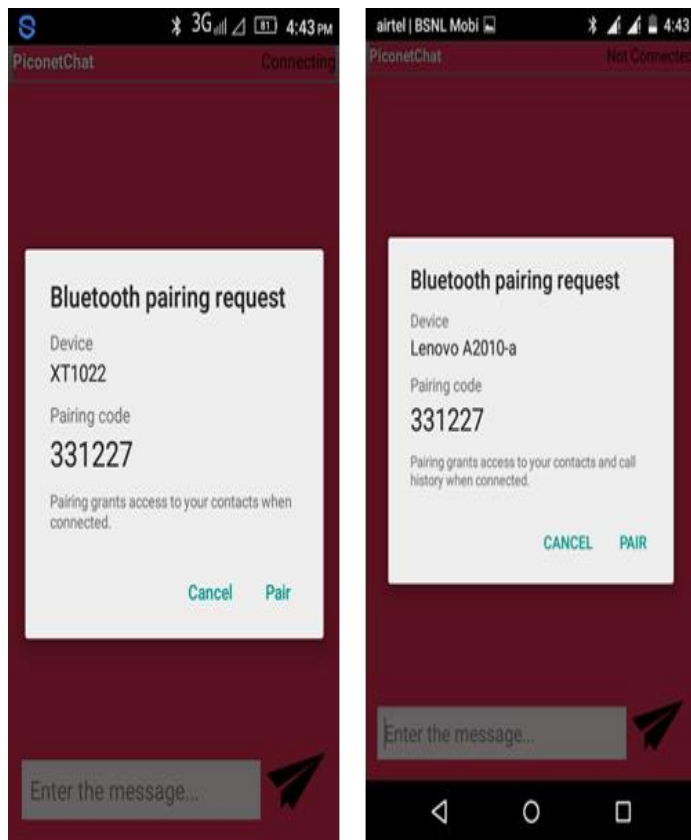 3G 81 4:43 PM
PiconetChat Connecting
Bluetooth pairing request
Device
XT1022
Pairing code
331227
Pairing grants access to your contacts when
connected.
Cancel Pair
Enter the message...
airtel | BSNL Mobi 4:43
PiconetChat Not Connected
Bluetooth pairing request
Device
Lenovo A2010-a
Pairing code
331227
Pairing grants access to your contacts and call
history when connected.
CANCEL PAIR
Enter the message...